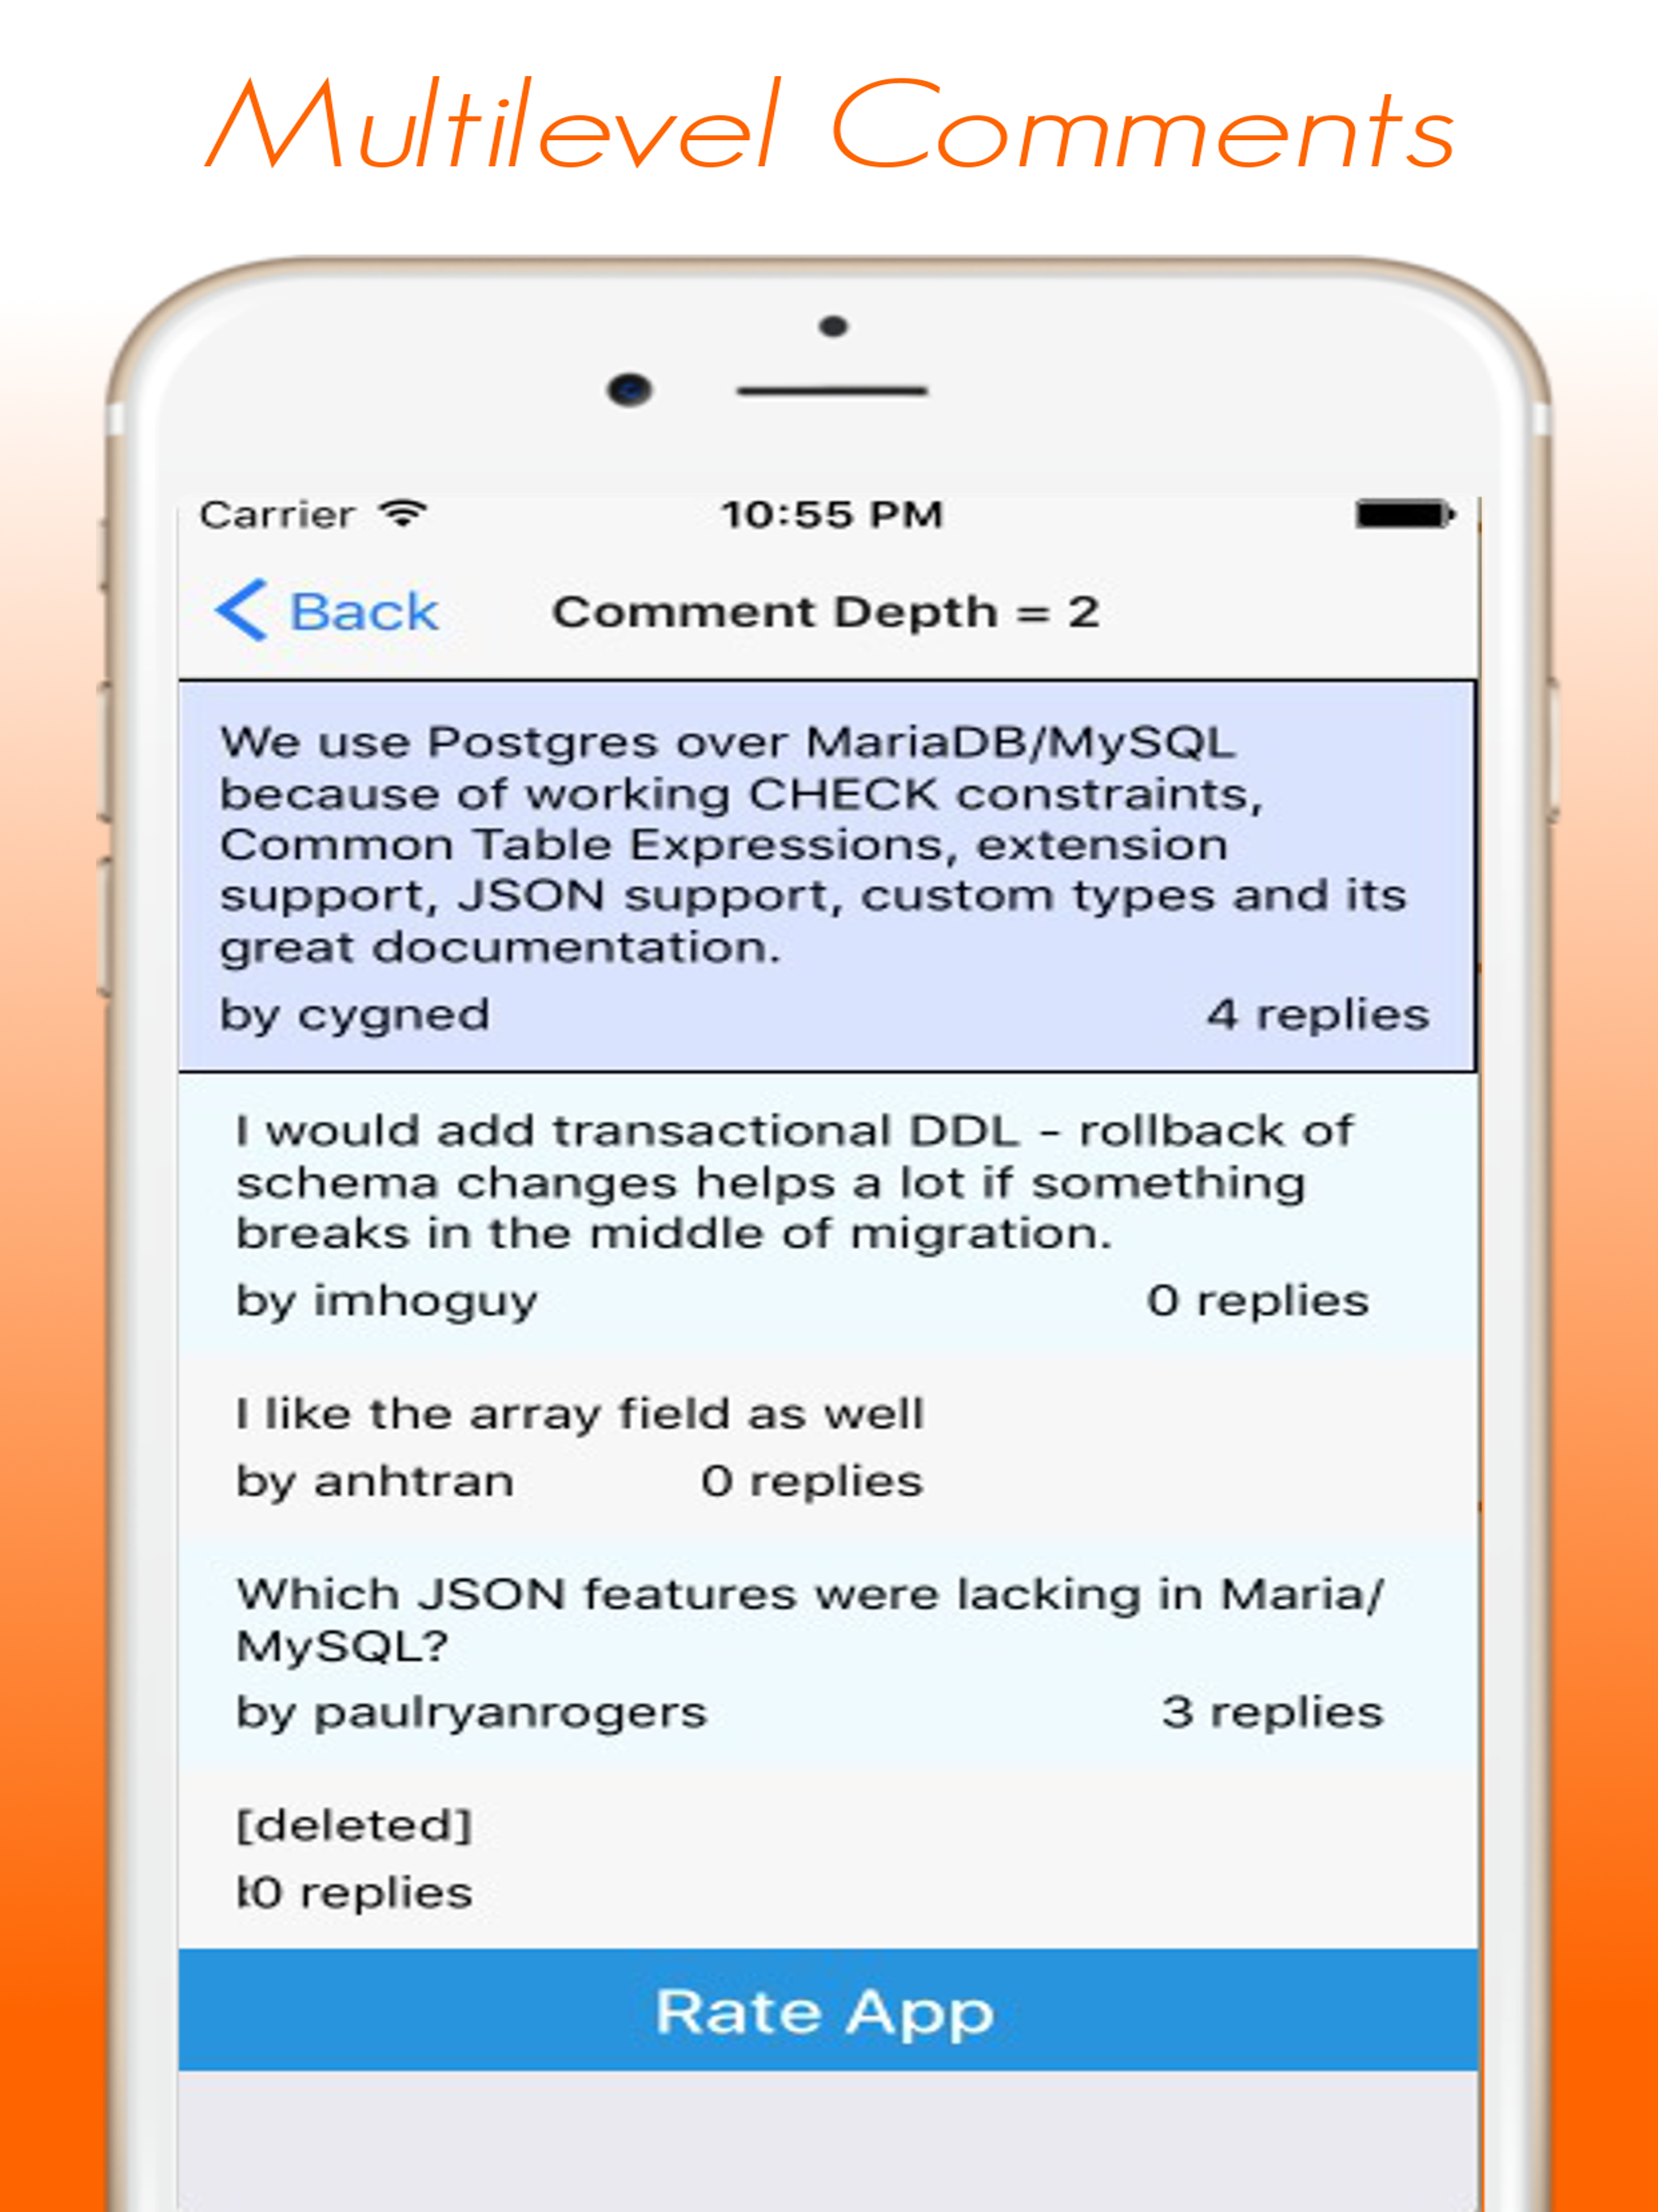 Multilevel Comments
Carrier 10:55 PM
Back Comment Depth = 2
We use Postgres over MariaDB/MySQL
because of working CHECK constraints,
Common Table Expressions, extension
support, JSON support, custom types and its
great documentation.
by cygned 4 replies
I would add transactional DDL - rollback of
schema changes helps a lot if something
breaks in the middle of migration.
by imhoguy 0 replies
I like the array field as well
by anhtran 0 replies
Which JSON features were lacking in Maria/
MySQL?
by paulryanrogers 3 replies
[deleted]
0 replies
Rate App